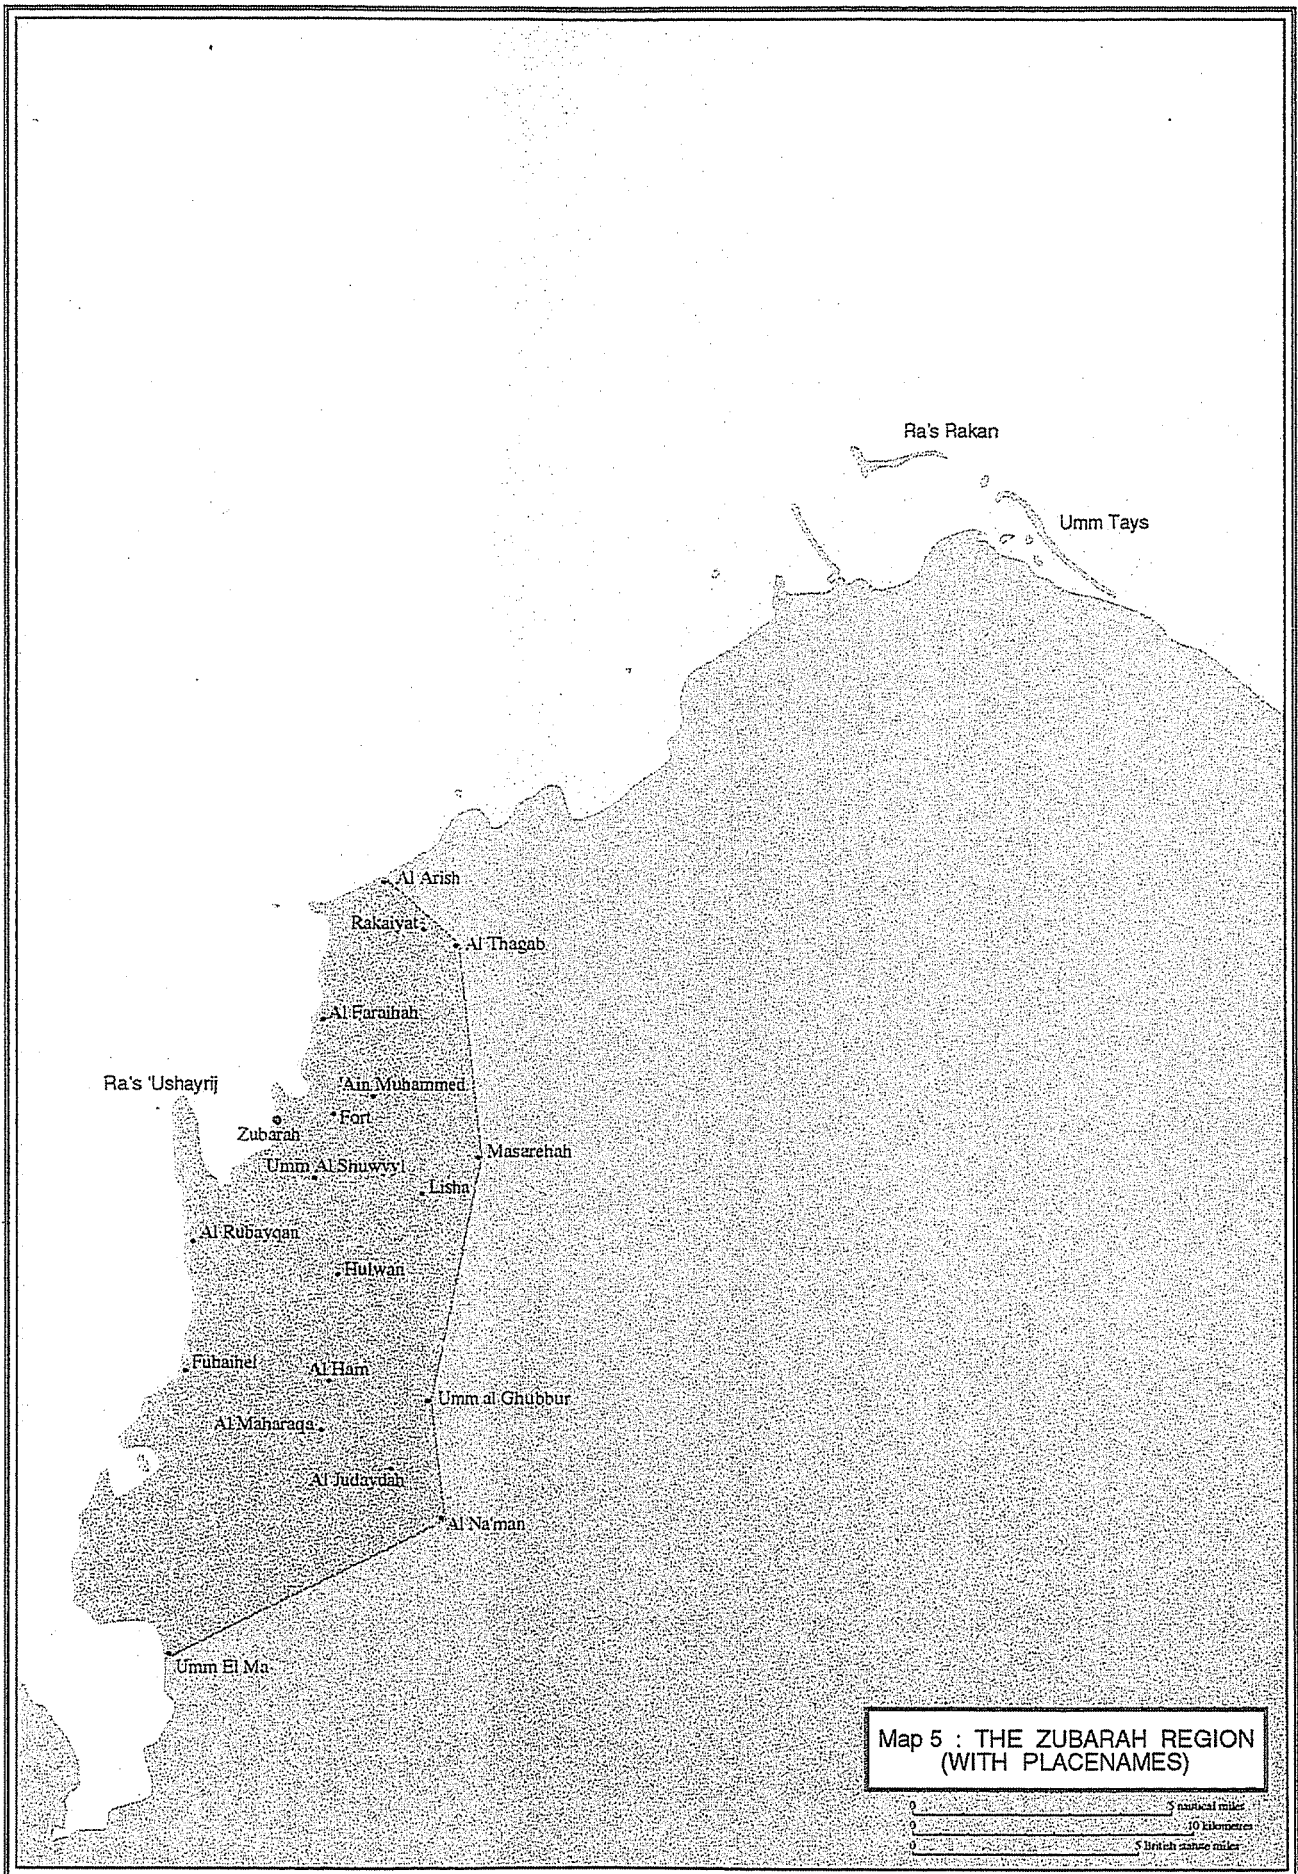 Ra's Rakan
Umm Tays
Al Arish
Rakaiyat
Al Thagab
Al Faraihah
Ra's 'Ushayrij
'Ain Muhammed
Fort
Zubarah
Masarehah
Umm Al Shuwyyl
Lisha
Al Rubayqan
Hulwan
Fuhaihel
Al Ham
Umm al Ghubbur
Al Maharaqa
Al Judaydah
Al Na'man
Umm El Ma
Map 5 : THE ZUBARAH REGION
(WITH PLACENAMES)
0 5 nautical miles
0 10 kilometres
0 5 British statute miles